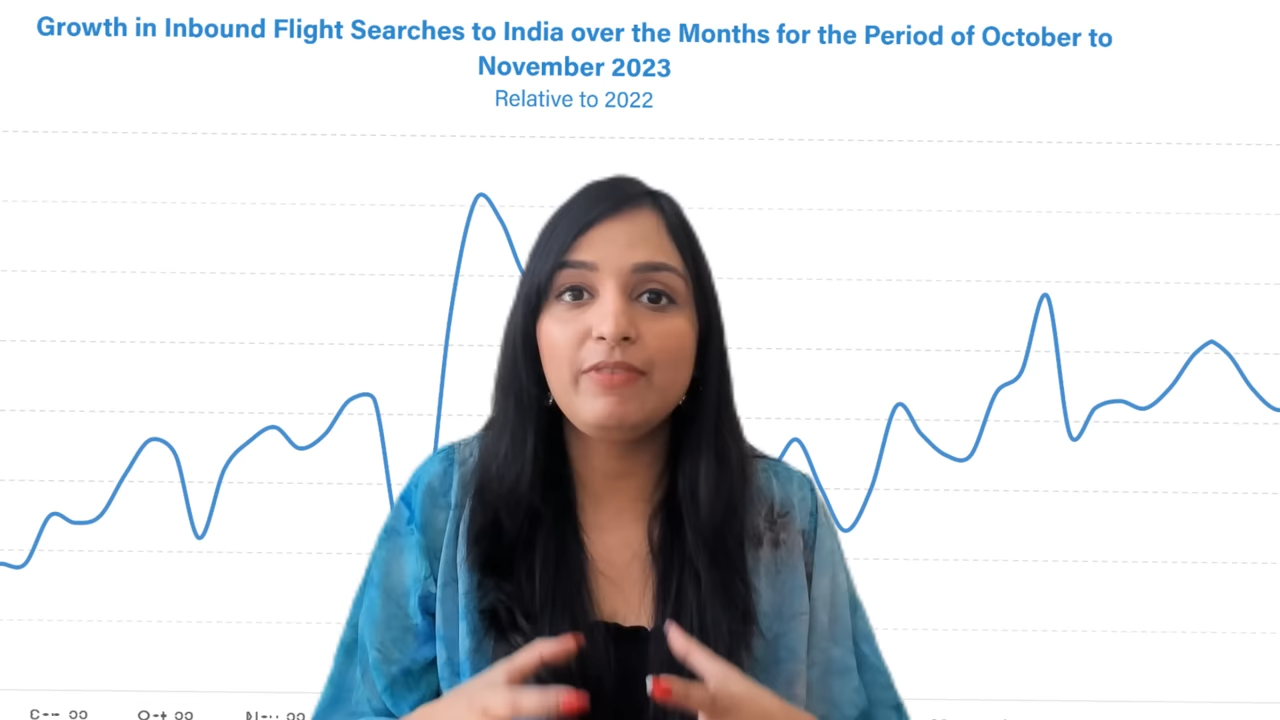 Growth in Inbound Flight Searches to India over the Months for the Period of October to
November 2023
Relative to 2022